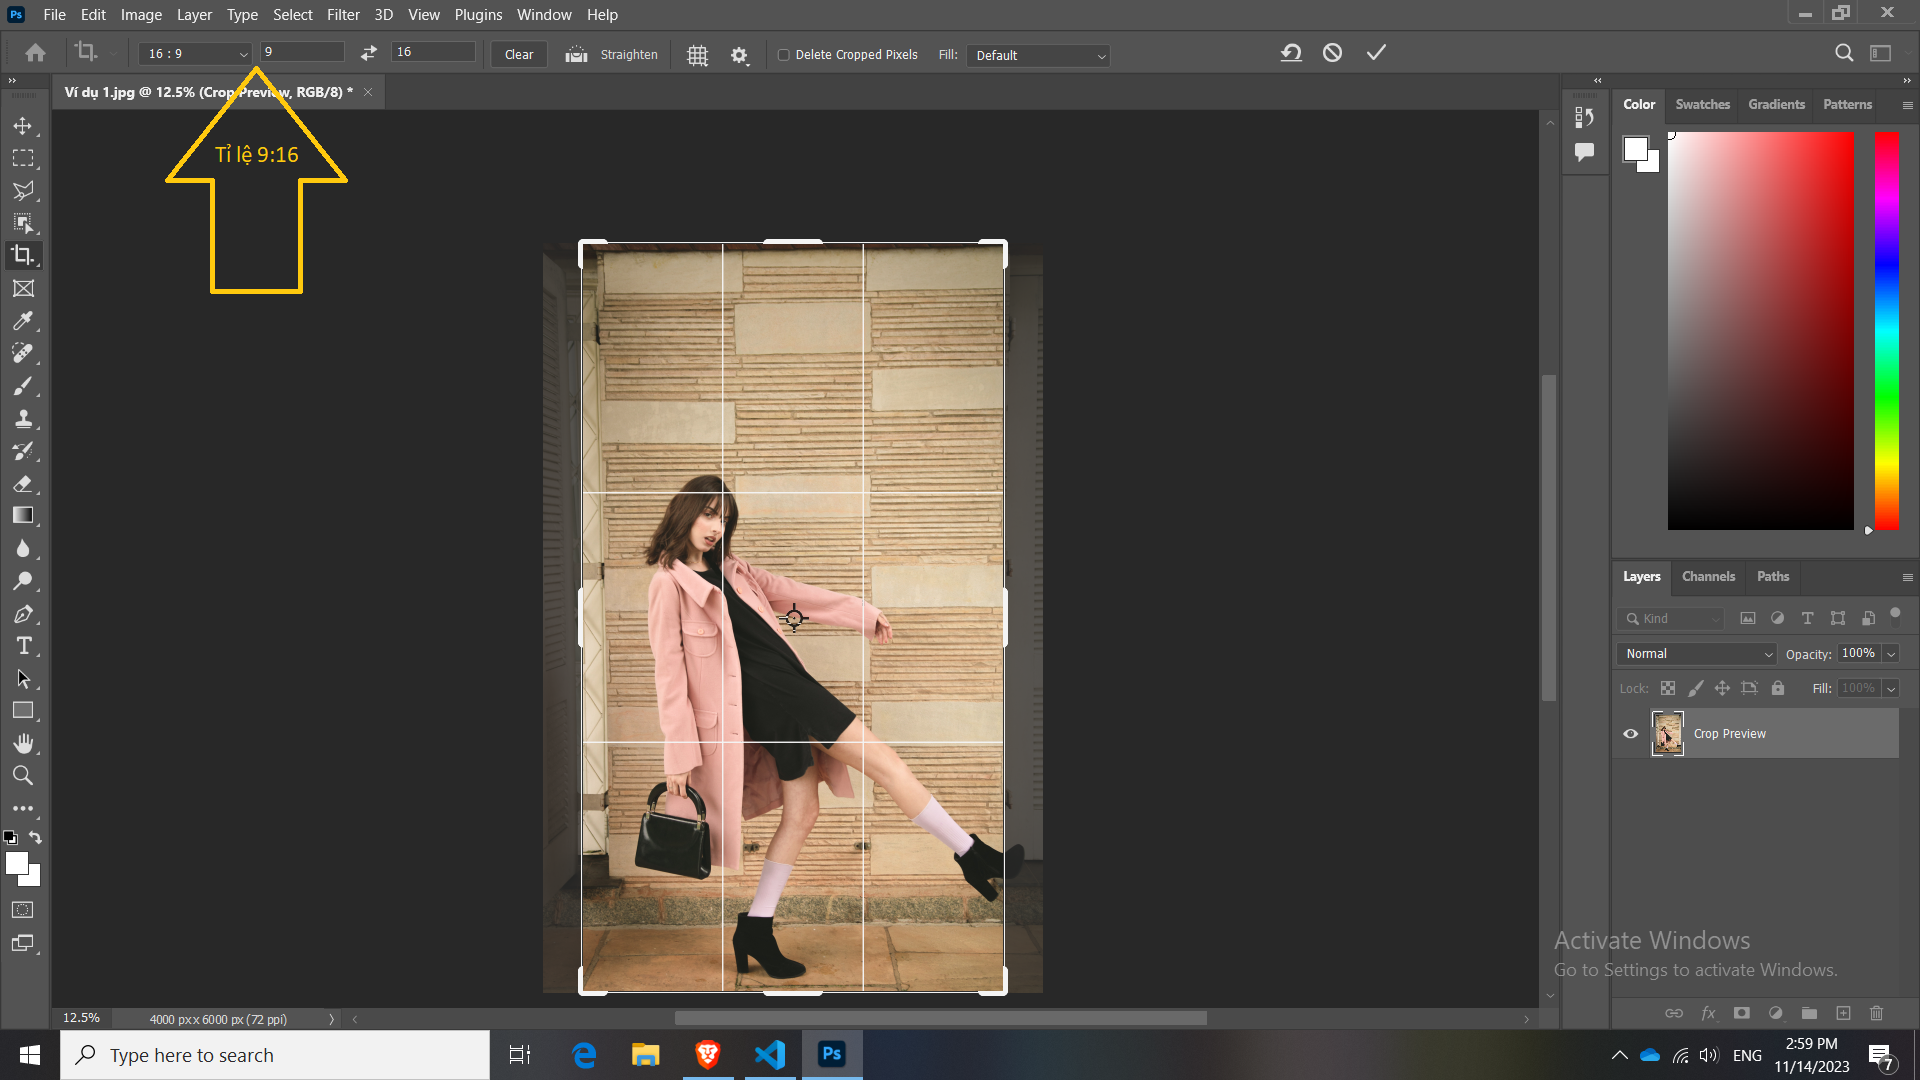 Ps File Edit Image Layer Type Select Filter 3D View Plugins Window Help
16 : 9 9 16 Clear Straighten Delete Cropped Pixels Fill: Default
Ví dụ 1.jpg @ 12.5% (Crop Preview, RGB/8) *
Tỉ lệ 9:16
Color Swatches Gradients Patterns
Layers Channels Paths
Kind
Normal Opacity: 100%
Lock: Fill: 100%
Crop Preview
Activate Windows
Go to Settings to activate Windows.
12.5% 4000 px x 6000 px (72 ppi)
Type here to search
Ps
ENG
2:59 PM
11/14/2023
7